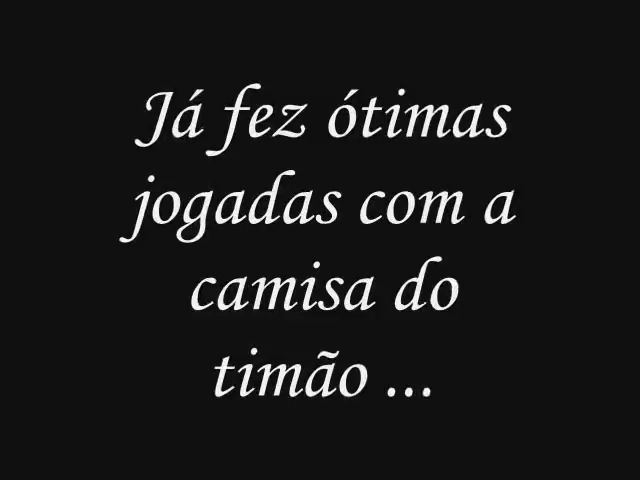 Já fez ótimas
jogadas com a
camisa do
timão ...